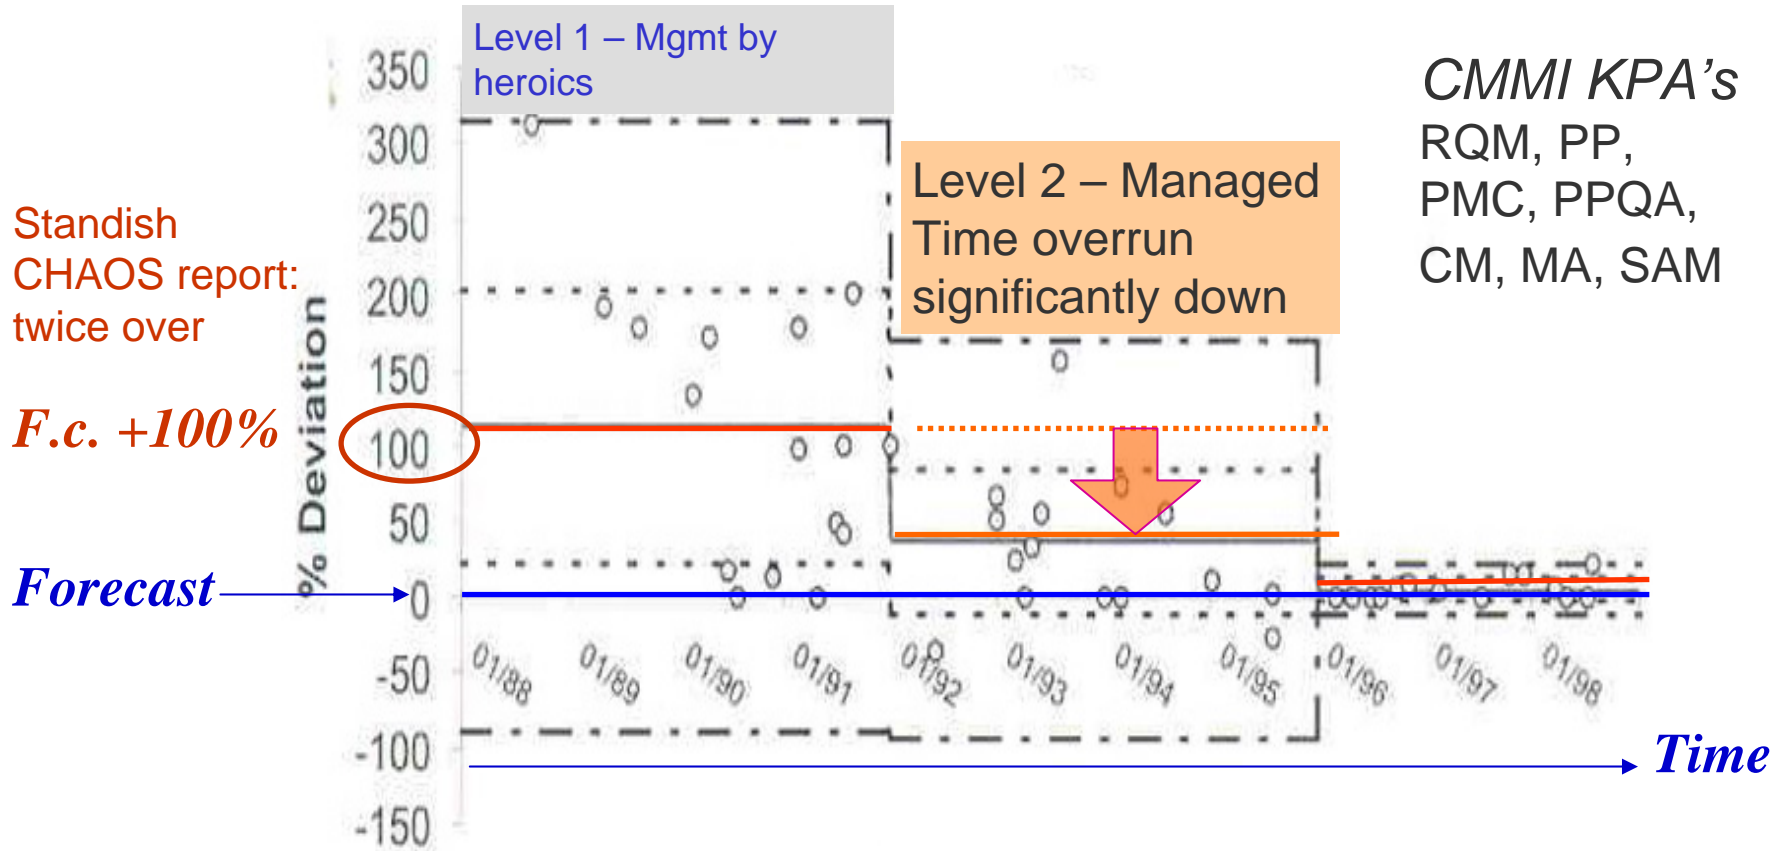 Level 1 – Mgmt by
heroics
CMMI KPA's
RQM, PP,
PMC, PPQA,
CM, MA, SAM
Level 2 – Managed
Time overrun
significantly down
Standish
CHAOS report:
twice over
F.c. +100%
Forecast
% Deviation
350
300
250
200
150
100
50
0
-50
-100
-150
01/88
01/89
01/90
01/91
01/92
01/93
01/94
01/95
01/96
01/97
01/98
Time